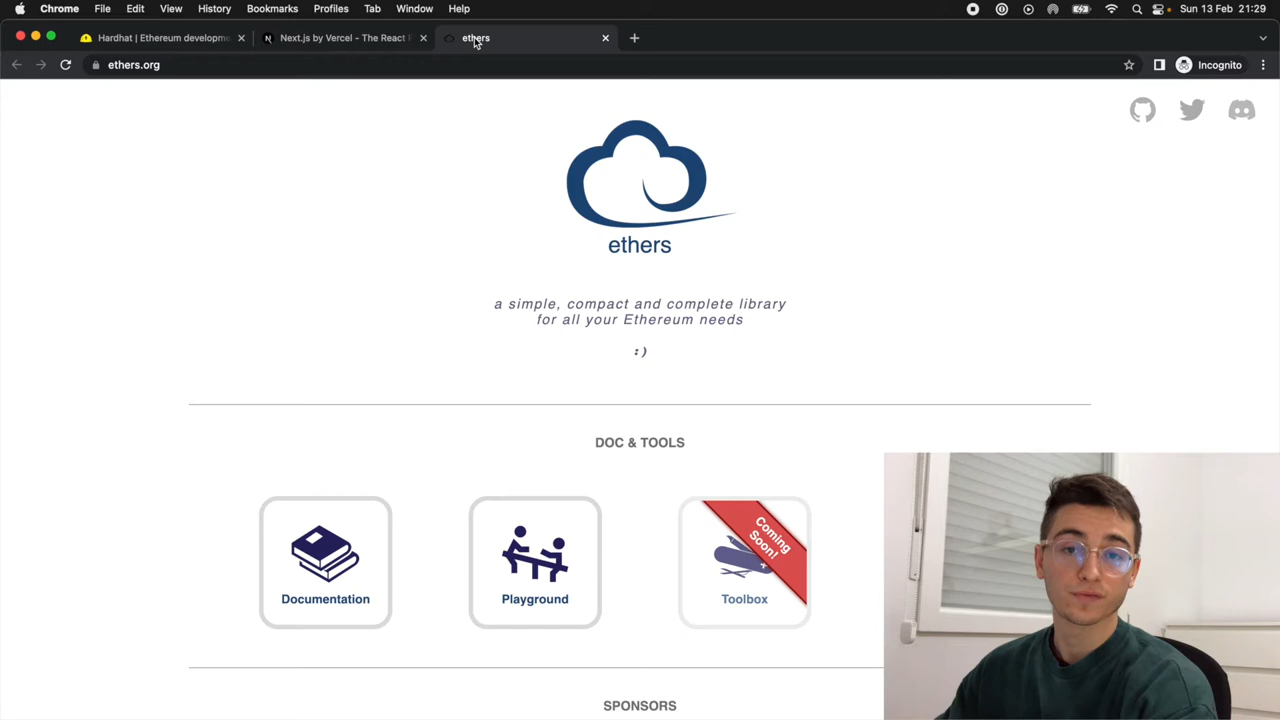 Chrome File Edit View History Bookmarks Profiles Tab Window Help Sun 13 Feb 21:29
Hardhat | Ethereum developme Next.js by Vercel - The React F ethers
ethers.org Incognito
ethers
a simple, compact and complete library
for all your Ethereum needs
:)
DOC & TOOLS
Coming
Soon!
Documentation Playground Toolbox
SPONSORS